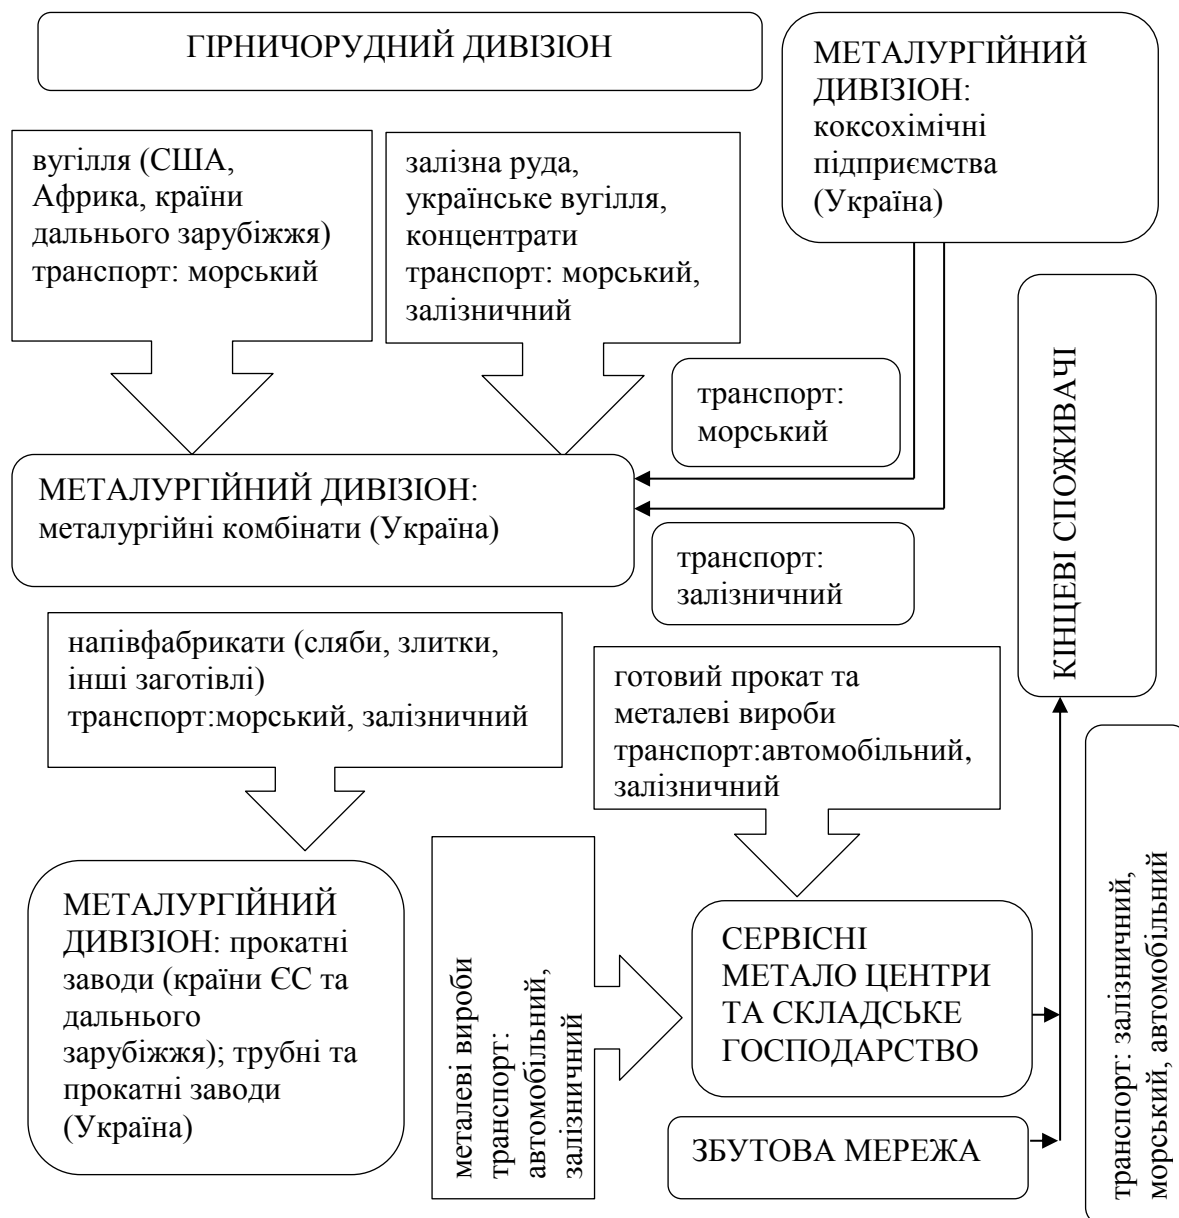 ГІРНИЧОРУДНИЙ ДИВІЗІОН
МЕТАЛУРГІЙНИЙ
ДИВІЗІОН:
коксохімічні
підприємства
(Україна)
вугілля (США,
Африка, країни
дальнього зарубіжжя)
транспорт: морський
залізна руда,
українське вугілля,
концентрати
транспорт: морський,
залізничний
транспорт:
морський
МЕТАЛУРГІЙНИЙ ДИВІЗІОН:
металургійні комбінати (Україна)
транспорт:
залізничний
КІНЦЕВІ СПОЖИВАЧІ
напівфабрикати (сляби, злитки,
інші заготівлі)
транспорт:морський, залізничний
готовий прокат та
металеві вироби
транспорт:автомобільний,
залізничний
МЕТАЛУРГІЙНИЙ
ДИВІЗІОН: прокатні
заводи (країни ЄС та
дальнього
зарубіжжя); трубні та
прокатні заводи
(Україна)
металеві вироби
транспорт:
автомобільний,
залізничний
СЕРВІСНІ
МЕТАЛО ЦЕНТРИ
ТА СКЛАДСЬКЕ
ГОСПОДАРСТВО
ЗБУТОВА МЕРЕЖА
транспорт: залізничний,
морський, автомобільний